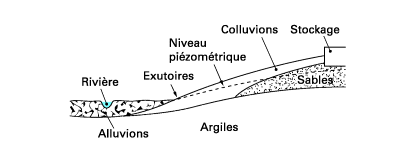 Colluvions
Stockage
Niveau
piézométrique
Exutoires
Rivière
Sables
Alluvions
Argiles